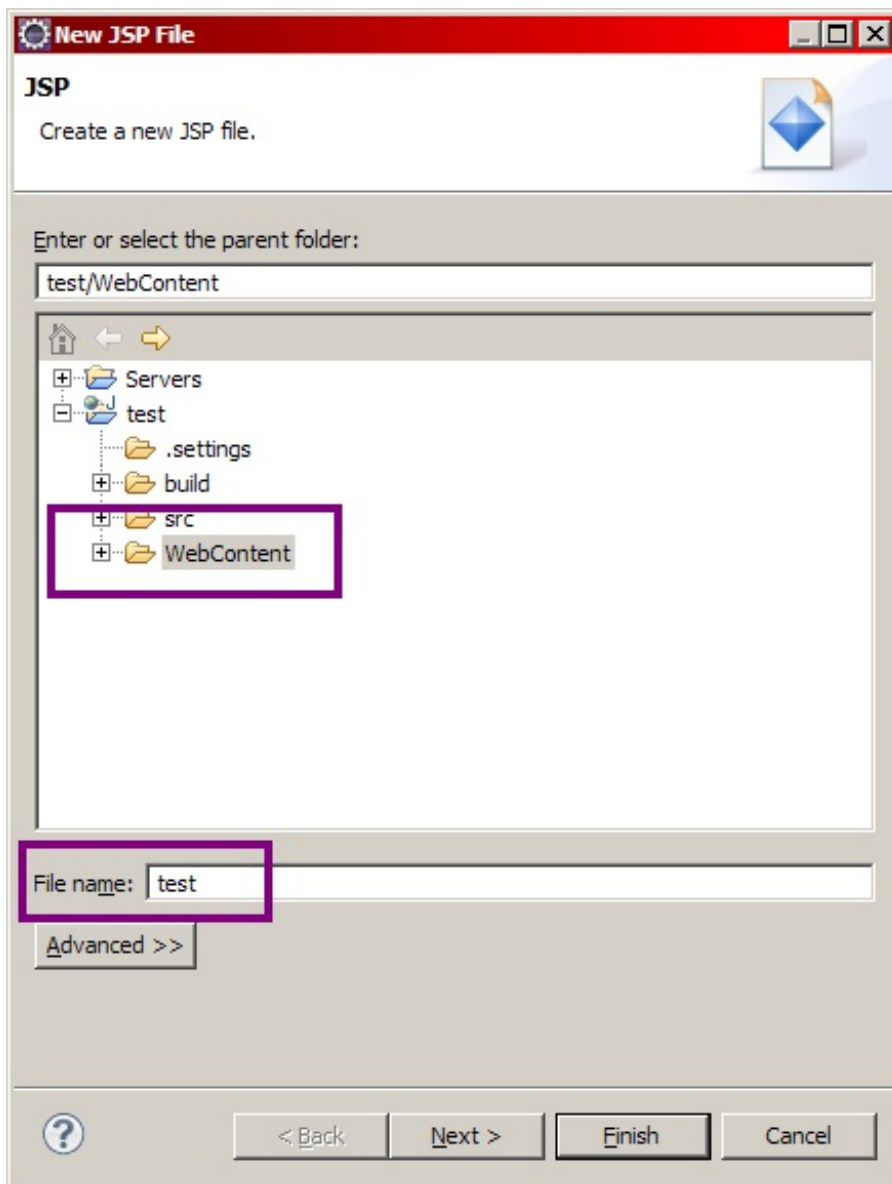 New JSP File
JSP
Create a new JSP file.
Enter or select the parent folder:
test/WebContent
Servers
test
.settings
build
src
WebContent
File name: test
Advanced >>
? < Back Next > Finish Cancel